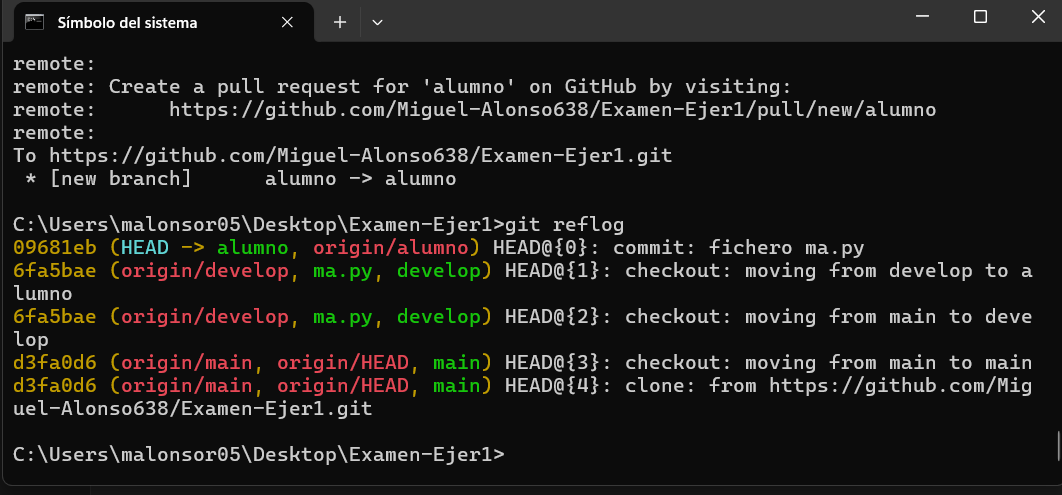 Símbolo del sistema
remote:
remote: Create a pull request for 'alumno' on GitHub by visiting:
remote:      https://github.com/Miguel-Alonso638/Examen-Ejer1/pull/new/alumno
remote:
To https://github.com/Miguel-Alonso638/Examen-Ejer1.git
 * [new branch]      alumno -> alumno
C:\Users\malonsor05\Desktop\Examen-Ejer1>git reflog
09681eb (HEAD -> alumno, origin/alumno) HEAD@{0}: commit: fichero ma.py
6fa5bae (origin/develop, ma.py, develop) HEAD@{1}: checkout: moving from develop to a
lumno
6fa5bae (origin/develop, ma.py, develop) HEAD@{2}: checkout: moving from main to deve
lop
d3fa0d6 (origin/main, origin/HEAD, main) HEAD@{3}: checkout: moving from main to main
d3fa0d6 (origin/main, origin/HEAD, main) HEAD@{4}: clone: from https://github.com/Mig
uel-Alonso638/Examen-Ejer1.git
C:\Users\malonsor05\Desktop\Examen-Ejer1>